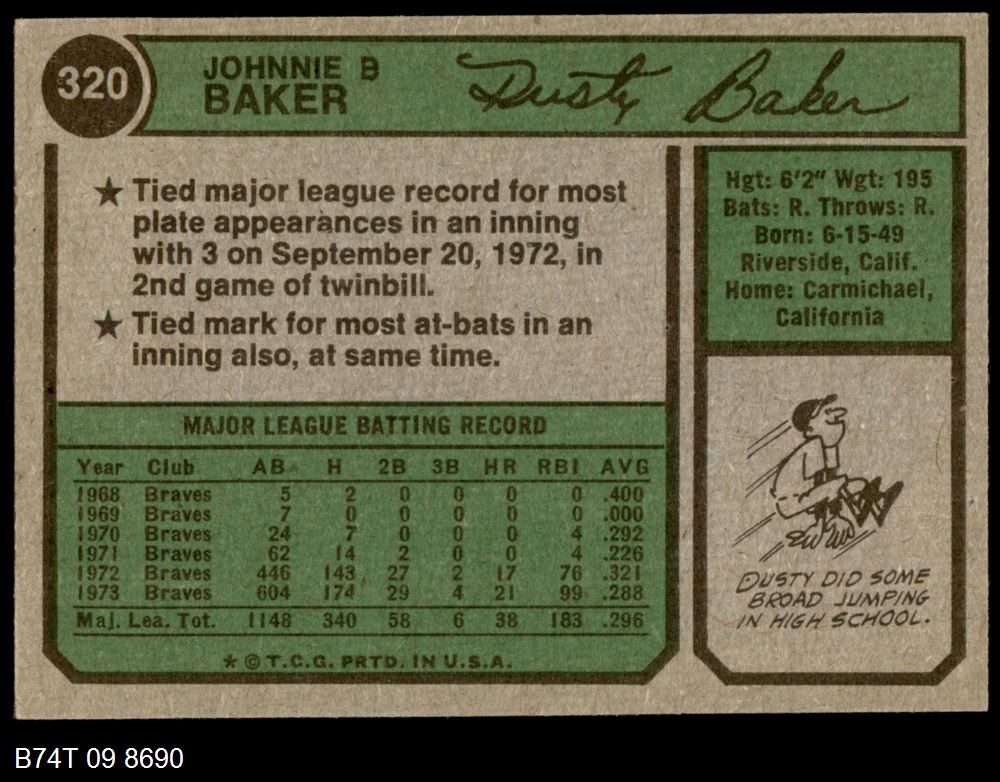 320
JOHNNIE B
BAKER
Dusty Baker
★ Tied major league record for most
plate appearances in an inning
with 3 on September 20, 1972, in
2nd game of twinbill.
★ Tied mark for most at-bats in an
inning also, at same time.
Hgt: 6'2" Wgt: 195
Bats: R. Throws: R.
Born: 6-15-49
Riverside, Calif.
Home: Carmichael,
California
MAJOR LEAGUE BATTING RECORD
Year Club AB H 2B 3B HR RBI AVG
1968 Braves 5 2 0 0 0 0 .400
1969 Braves 7 0 0 0 0 0 .000
1970 Braves 24 7 0 0 0 4 .292
1971 Braves 62 14 2 0 0 4 .226
1972 Braves 446 143 27 2 17 76 .321
1973 Braves 604 174 29 4 21 99 .288
Maj. Lea. Tot. 1148 340 58 6 38 183 .296
★ © T.C.G. PRTD. IN U.S.A.
DUSTY DID SOME
BROAD JUMPING
IN HIGH SCHOOL.
B74T 09 8690